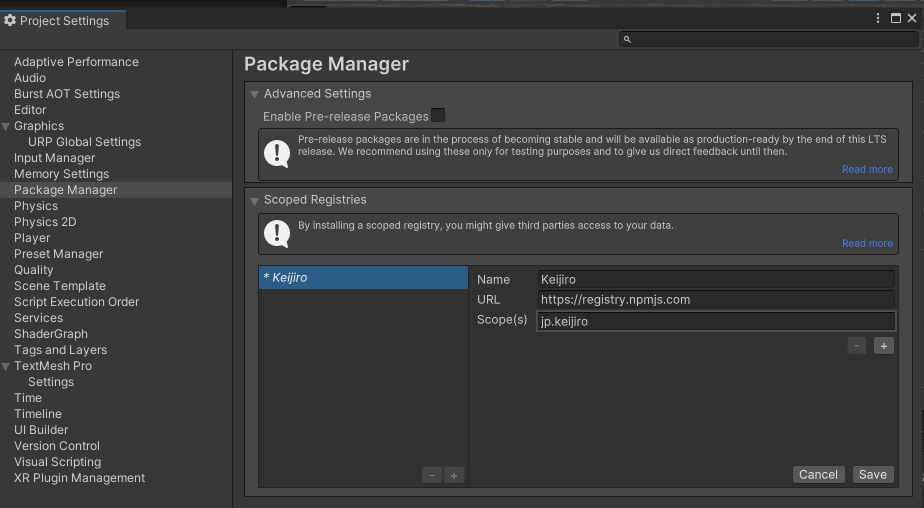 Project Settings
Adaptive Performance
Audio
Burst AOT Settings
Editor
Graphics
URP Global Settings
Input Manager
Memory Settings
Package Manager
Physics
Physics 2D
Player
Preset Manager
Quality
Scene Template
Script Execution Order
Services
ShaderGraph
Tags and Layers
TextMesh Pro
Settings
Time
Timeline
UI Builder
Version Control
Visual Scripting
XR Plugin Management
Package Manager
Advanced Settings
Enable Pre-release Packages
Pre-release packages are in the process of becoming stable and will be available as production-ready by the end of this LTS
release. We recommend using these only for testing purposes and to give us direct feedback until then.
Read more
Scoped Registries
By installing a scoped registry, you might give third parties access to your data.
Read more
* Keijiro
Name Keijiro
URL https://registry.npmjs.com
Scope(s) jp.keijiro
- +
- +
Cancel Save